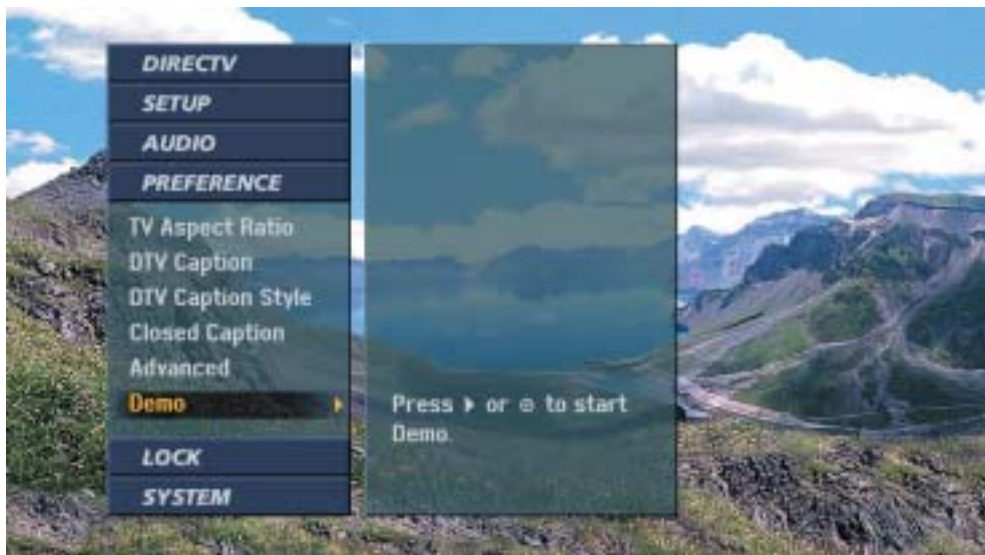 DIRECTV
SETUP
AUDIO
PREFERENCE
TV Aspect Ratio
DTV Caption
DTV Caption Style
Closed Caption
Advanced
Demo
LOCK
SYSTEM
Press ▶ or ⊙ to start
Demo.